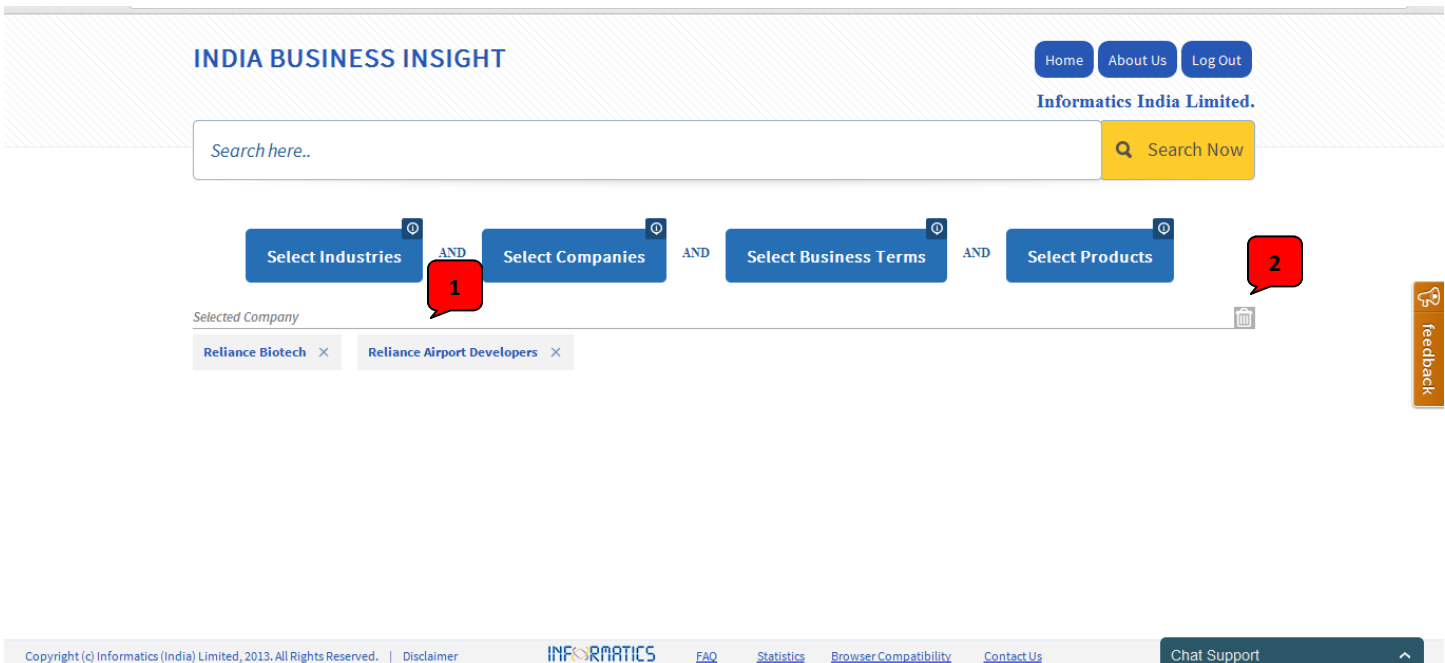 INDIA BUSINESS INSIGHT
Home About Us Log Out
Informatics India Limited.
Search here.. Search Now
Select Industries AND Select Companies AND Select Business Terms AND Select Products
1
2
Selected Company
Reliance Biotech × Reliance Airport Developers ×
feedback
Copyright (c) Informatics (India) Limited, 2013. All Rights Reserved. | Disclaimer INFORMATICS FAQ Statistics Browser Compatibility Contact Us Chat Support